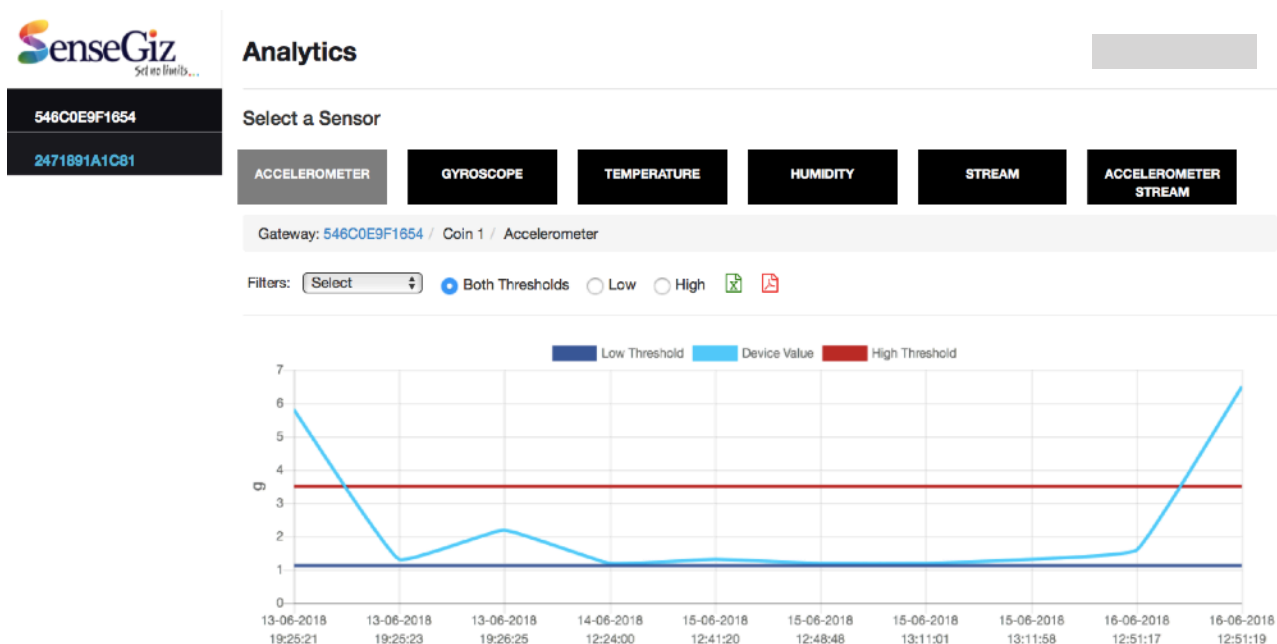 SenseGiz
Set no limits...
Analytics
546C0E9F1654
2471891A1C81
Select a Sensor
ACCELEROMETER
GYROSCOPE
TEMPERATURE
HUMIDITY
STREAM
ACCELEROMETER
STREAM
Gateway: 546C0E9F1654 / Coin 1 / Accelerometer
Filters: Select Both Thresholds Low High
Low Threshold Device Value High Threshold
7
6
5
4
g
3
2
1
0
13-06-2018 13-06-2018 13-06-2018 14-06-2018 15-06-2018 15-06-2018 15-06-2018 15-06-2018 16-06-2018 16-06-2018
19:25:21 19:25:23 19:26:25 12:24:00 12:41:20 12:48:46 13:11:01 13:11:58 12:51:17 12:51:19